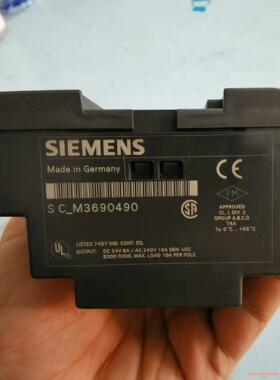 SIEMENS
Made in Germany
CE
S C_M3690490
FM
APPROVED
CL I, DIV. 2
GROUP A,B,C,D
T4A
Ta: 0°C .. +55°C
UL
LISTED 74D7 IND. CONT. EQ.
OUTPUT: DC 24V 8A / AC 240V 10A GEN. USE
B300 R300, MAX. LOAD 10A PER POLE